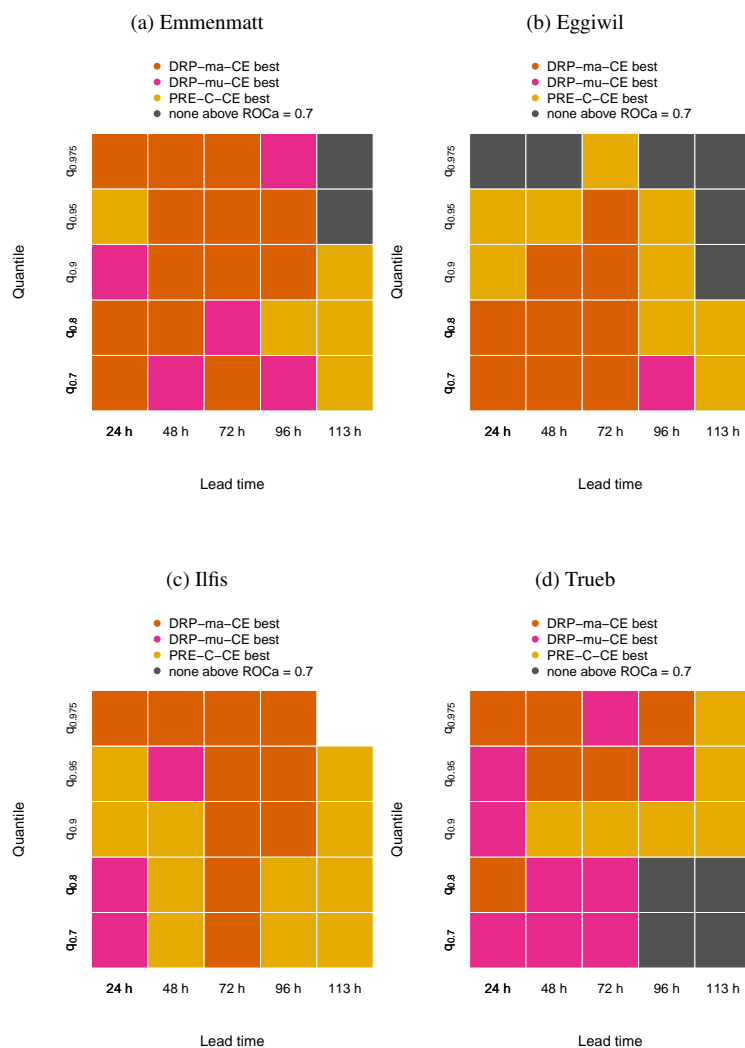 (a) Emmenmatt
DRP−ma−CE best
DRP−mu−CE best
PRE−C−CE best
none above ROCa = 0.7
Quantile
q0.975
q0.95
q0.9
q0.8
q0.7
24 h 48 h 72 h 96 h 113 h
Lead time
(b) Eggiwil
DRP−ma−CE best
DRP−mu−CE best
PRE−C−CE best
none above ROCa = 0.7
Quantile
q0.975
q0.95
q0.9
q0.8
q0.7
24 h 48 h 72 h 96 h 113 h
Lead time
(c) Ilfis
DRP−ma−CE best
DRP−mu−CE best
PRE−C−CE best
none above ROCa = 0.7
Quantile
q0.975
q0.95
q0.9
q0.8
q0.7
24 h 48 h 72 h 96 h 113 h
Lead time
(d) Trueb
DRP−ma−CE best
DRP−mu−CE best
PRE−C−CE best
none above ROCa = 0.7
Quantile
q0.975
q0.95
q0.9
q0.8
q0.7
24 h 48 h 72 h 96 h 113 h
Lead time